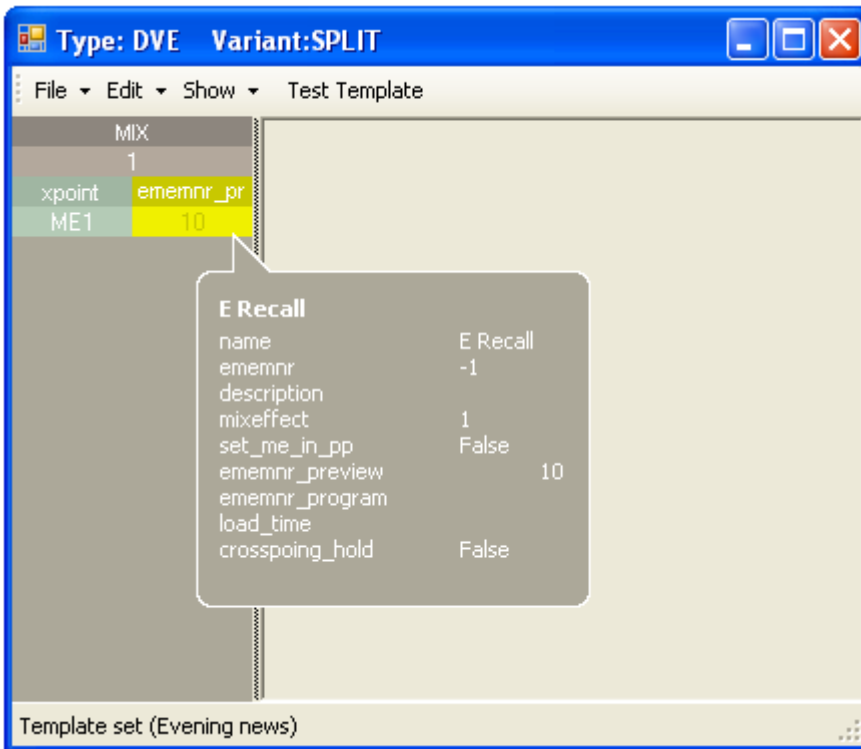 Type: DVE Variant:SPLIT
File Edit Show Test Template
MIX
1
xpoint ememnr_pr
ME1 10
E Recall
name E Recall
ememnr -1
description
mixeffect 1
set_me_in_pp False
ememnr_preview 10
ememnr_program
load_time
crosspoing_hold False
Template set (Evening news)